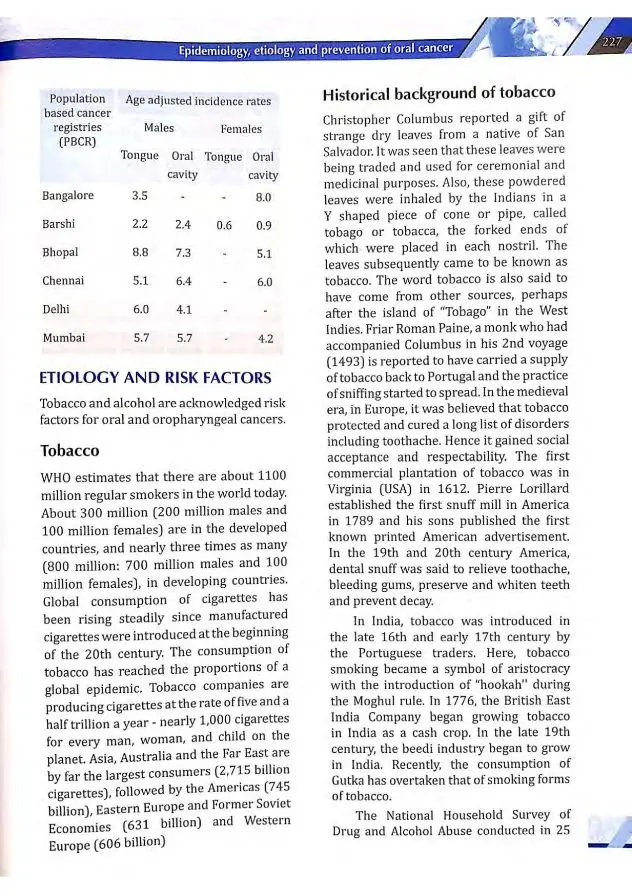 Epidemiology, etiology and prevention of oral cancer
227
Population based cancer registries (PBCR) Age adjusted incidence rates
Males Females
Tongue Oral cavity Tongue Oral cavity
Bangalore 3.5 - - 8.0
Barshi 2.2 2.4 0.6 0.9
Bhopal 8.8 7.3 - 5.1
Chennai 5.1 6.4 - 6.0
Delhi 6.0 4.1 - -
Mumbai 5.7 5.7 - 4.2
ETIOLOGY AND RISK FACTORS
Tobacco and alcohol are acknowledged risk
factors for oral and oropharyngeal cancers.
Tobacco
WHO estimates that there are about 1100
million regular smokers in the world today.
About 300 million (200 million males and
100 million females) are in the developed
countries, and nearly three times as many
(800 million: 700 million males and 100
million females), in developing countries.
Global consumption of cigarettes has
been rising steadily since manufactured
cigarettes were introduced at the beginning
of the 20th century. The consumption of
tobacco has reached the proportions of a
global epidemic. Tobacco companies are
producing cigarettes at the rate of five and a
half trillion a year - nearly 1,000 cigarettes
for every man, woman, and child on the
planet. Asia, Australia and the Far East are
by far the largest consumers (2,715 billion
cigarettes), followed by the Americas (745
billion), Eastern Europe and Former Soviet
Economies (631 billion) and Western
Europe (606 billion)
Historical background of tobacco
Christopher Columbus reported a gift of
strange dry leaves from a native of San
Salvador. It was seen that these leaves were
being traded and used for ceremonial and
medicinal purposes. Also, these powdered
leaves were inhaled by the Indians in a
Y shaped piece of cone or pipe, called
tobago or tobacca, the forked ends of
which were placed in each nostril. The
leaves subsequently came to be known as
tobacco. The word tobacco is also said to
have come from other sources, perhaps
after the island of "Tobago" in the West
Indies. Friar Roman Paine, a monk who had
accompanied Columbus in his 2nd voyage
(1493) is reported to have carried a supply
of tobacco back to Portugal and the practice
of sniffing started to spread. In the medieval
era, in Europe, it was believed that tobacco
protected and cured a long list of disorders
including toothache. Hence it gained social
acceptance and respectability. The first
commercial plantation of tobacco was in
Virginia (USA) in 1612. Pierre Lorillard
established the first snuff mill in America
in 1789 and his sons published the first
known printed American advertisement.
In the 19th and 20th century America,
dental snuff was said to relieve toothache,
bleeding gums, preserve and whiten teeth
and prevent decay.
In India, tobacco was introduced in
the late 16th and early 17th century by
the Portuguese traders. Here, tobacco
smoking became a symbol of aristocracy
with the introduction of "hookah" during
the Moghul rule. In 1776, the British East
India Company began growing tobacco
in India as a cash crop. In the late 19th
century, the beedi industry began to grow
in India. Recently, the consumption of
Gutka has overtaken that of smoking forms
of tobacco.
The National Household Survey of
Drug and Alcohol Abuse conducted in 25